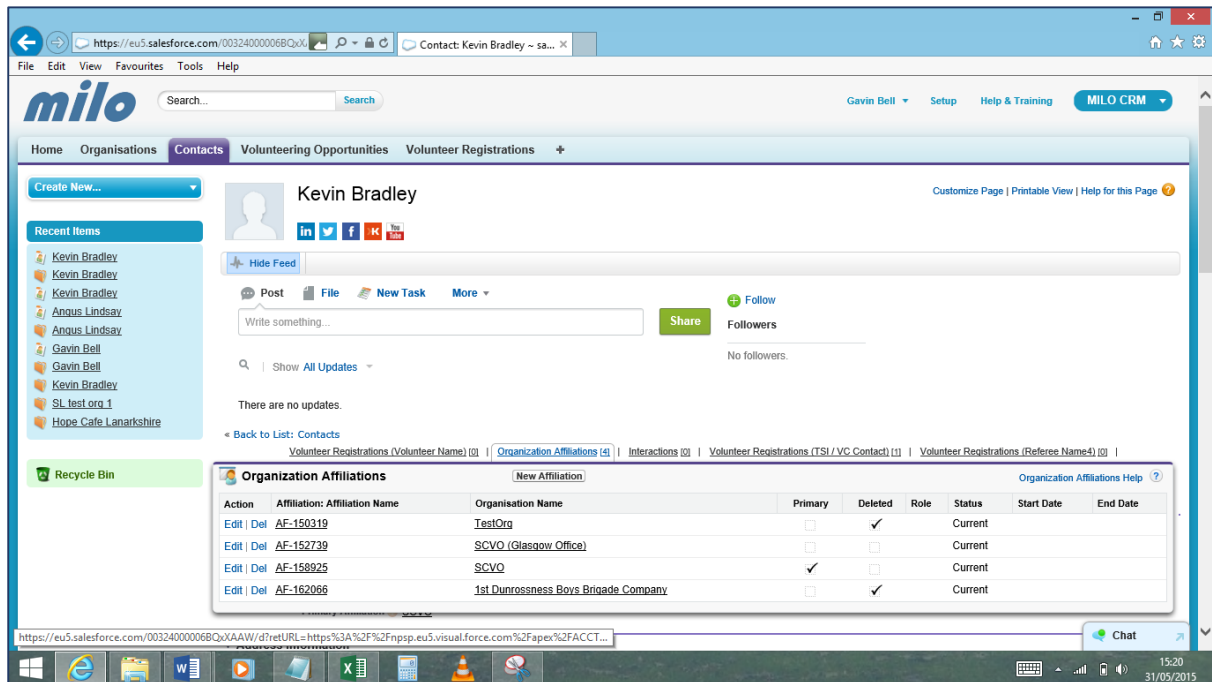 https://eu5.salesforce.com/00324000006BQxX
Contact: Kevin Bradley ~ sa...
File Edit View Favourites Tools Help
milo
Search...
Search
Gavin Bell
Setup
Help & Training
MILO CRM
Home Organisations Contacts Volunteering Opportunities Volunteer Registrations +
Create New...
Kevin Bradley
Customize Page | Printable View | Help for this Page
in
f
You Tube
Recent Items
Kevin Bradley
Kevin Bradley
Kevin Bradley
Angus Lindsay
Angus Lindsay
Gavin Bell
Gavin Bell
Kevin Bradley
SL test org 1
Hope Cafe Lanarkshire
Recycle Bin
Hide Feed
Post File New Task More
Write something...
Share
Follow
Followers
No followers.
Show All Updates
There are no updates.
« Back to List: Contacts
Volunteer Registrations (Volunteer Name) [0] | Organization Affiliations [4] | Interactions [0] | Volunteer Registrations (TSI / VC Contact) [1] | Volunteer Registrations (Referee Name4) [0] |
Organization Affiliations
New Affiliation
Organization Affiliations Help ?
Action Affiliation: Affiliation Name Organisation Name Primary Deleted Role Status Start Date End Date
Edit | Del AF-150319 TestOrg Current
Edit | Del AF-152739 SCVO (Glasgow Office) Current
Edit | Del AF-158925 SCVO Current
Edit | Del AF-162066 1st Dunrossness Boys Brigade Company Current
https://eu5.salesforce.com/00324000006BQxXAAW/d?retURL=https%3A%2F%2Fnpsp.eu5.visual.force.com%2Fapex%2FACCT...
Chat
15:20
31/05/2015